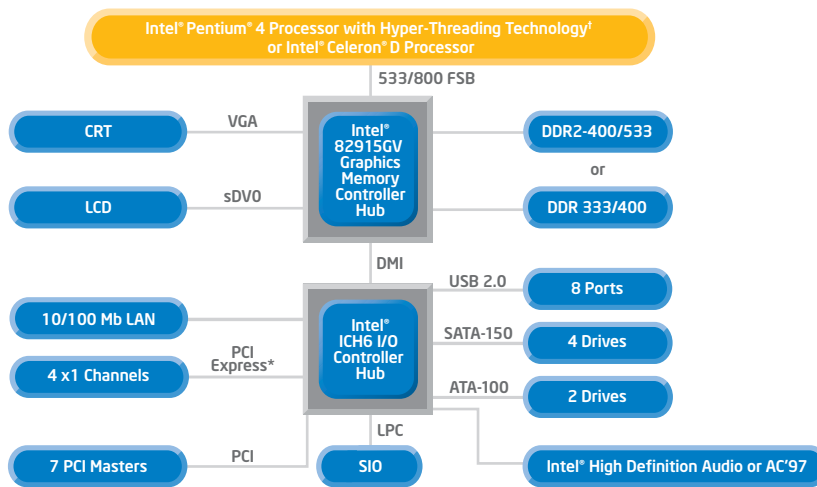 Intel® Pentium® 4 Processor with Hyper-Threading Technology†
or Intel® Celeron® D Processor
533/800 FSB
CRT
VGA
Intel®
82915GV
Graphics
Memory
Controller
Hub
DDR2-400/533
or
LCD
sDVO
DDR 333/400
DMI
USB 2.0
8 Ports
10/100 Mb LAN
Intel®
ICH6 I/O
Controller
Hub
SATA-150
4 Drives
PCI
Express*
4 x1 Channels
ATA-100
2 Drives
LPC
7 PCI Masters
PCI
SIO
Intel® High Definition Audio or AC'97